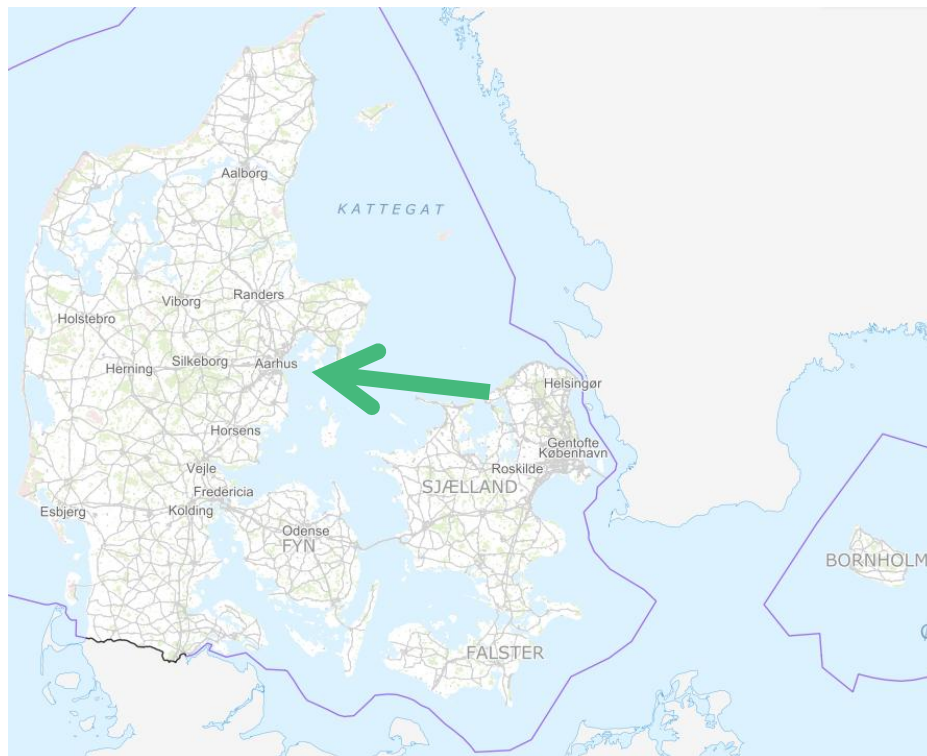 Aalborg
KATTEGAT
Viborg
Randers
Holstebro
Silkeborg
Aarhus
Herning
Helsingør
Horsens
Gentofte
København
Vejle
Roskilde
SJÆLLAND
Fredericia
Esbjerg
Kolding
Odense
FYN
BORNHOLM
FALSTER